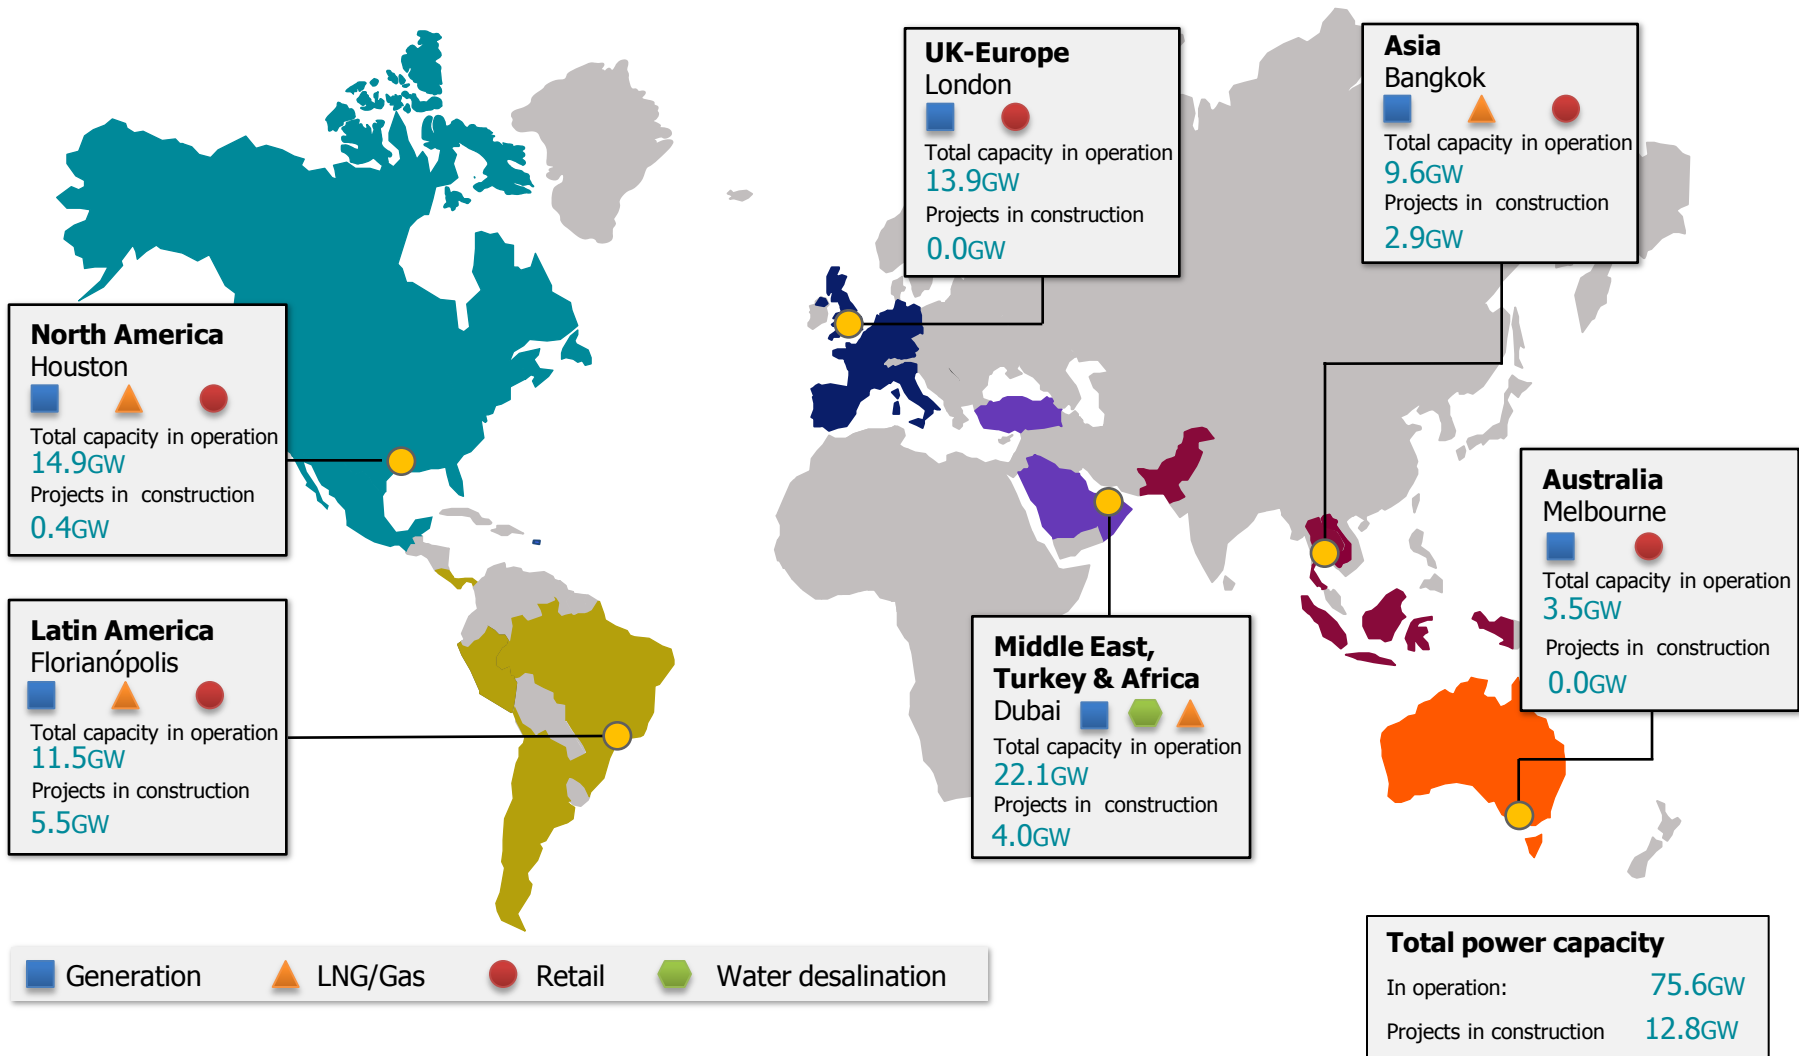 UK-Europe
London
Total capacity in operation
13.9GW
Projects in construction
0.0GW
Asia
Bangkok
Total capacity in operation
9.6GW
Projects in construction
2.9GW
North America
Houston
Total capacity in operation
14.9GW
Projects in construction
0.4GW
Australia
Melbourne
Total capacity in operation
3.5GW
Projects in construction
0.0GW
Latin America
Florianópolis
Total capacity in operation
11.5GW
Projects in construction
5.5GW
Middle East,
Turkey & Africa
Dubai
Total capacity in operation
22.1GW
Projects in construction
4.0GW
Generation
LNG/Gas
Retail
Water desalination
Total power capacity
In operation: 75.6GW
Projects in construction 12.8GW